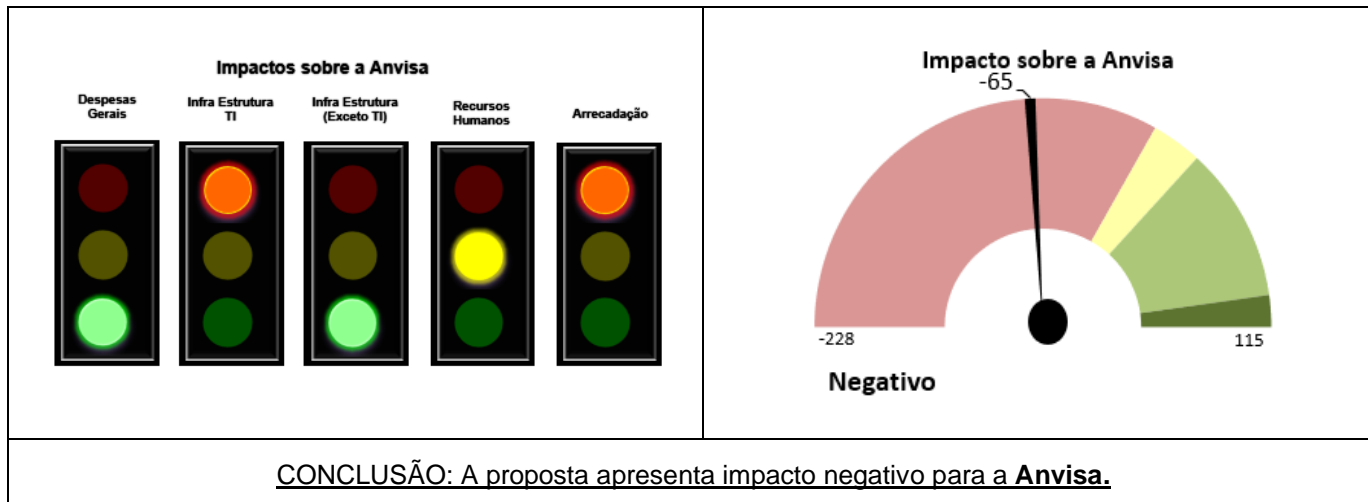 Impactos sobre a Anvisa
Despesas
Gerais
Infra Estrutura
TI
Infra Estrutura
(Exceto TI)
Recursos
Humanos
Arrecadação
Impacto sobre a Anvisa
-65
-228
115
Negativo
CONCLUSÃO: A proposta apresenta impacto negativo para a Anvisa.